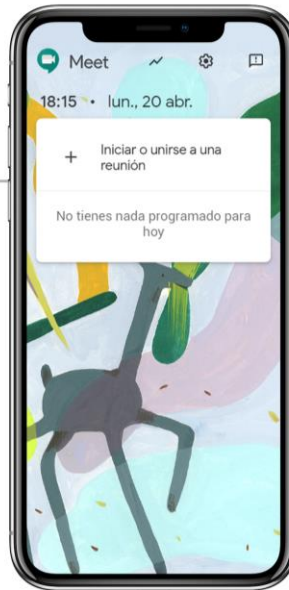 Meet
18:15 • lun., 20 abr.
Iniciar o unirse a una
reunión
No tienes nada programado para
hoy